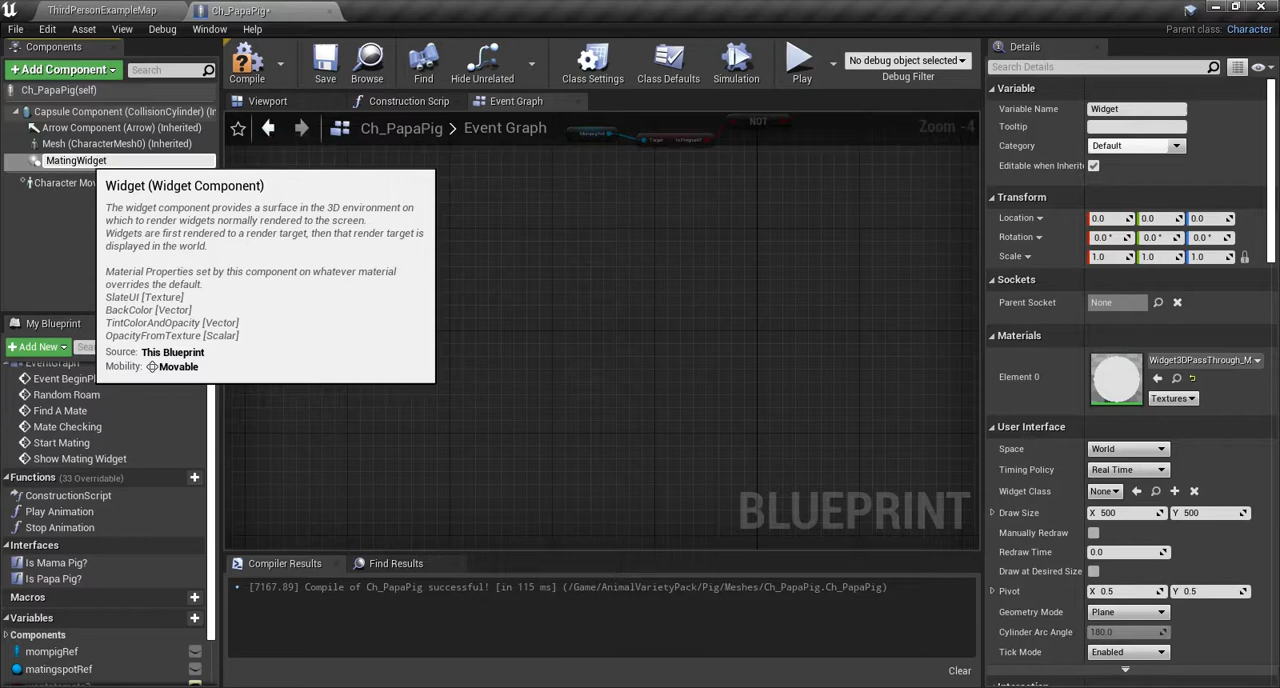 ThirdPersonExampleMap
Ch_PapaPig*
File Edit Asset View Debug Window Help
Parent class: Character
Components
+ Add Component
Search
Ch_PapaPig(self)
Capsule Component (CollisionCylinder) (In
Arrow Component (Arrow) (Inherited)
Mesh (CharacterMesh0) (Inherited)
MatingWidget
Character Mov
Compile
Save
Browse
Find
Hide Unrelated
Class Settings
Class Defaults
Simulation
Play
No debug object selected
Debug Filter
Viewport
Construction Scrip
Event Graph
Ch_PapaPig > Event Graph
Zoom -4
NOT
Target
BLUEPRINT
Widget (Widget Component)
The widget component provides a surface in the 3D environment on
which to render widgets normally rendered to the screen.
Widgets are first rendered to a render target, then that render target is
displayed in the world.
Material Properties set by this component on whatever material
overrides the default.
SlateUI [Texture]
BackColor [Vector]
TintColorAndOpacity [Vector]
OpacityFromTexture [Scalar]
Source: This Blueprint
Mobility: Movable
My Blueprint
+ Add New
Sea
EventGraph
Event BeginPl
Random Roam
Find A Mate
Mate Checking
Start Mating
Show Mating Widget
Functions (33 Overridable)
ConstructionScript
Play Animation
Stop Animation
Interfaces
Is Mama Pig?
Is Papa Pig?
Macros
Variables
Components
mompigRef
matingspotRef
Compiler Results
Find Results
[7167.89] Compile of Ch_PapaPig successful! [in 115 ms] (/Game/AnimalVarietyPack/Pig/Meshes/Ch_PapaPig.Ch_PapaPig)
Clear
Details
Search Details
Variable
Variable Name Widget
Tooltip
Category Default
Editable when Inherite
Transform
Location 0.0 0.0 0.0
Rotation 0.0 ° 0.0 ° 0.0 °
Scale 1.0 1.0 1.0
Sockets
Parent Socket None
Materials
Element 0
Widget3DPassThrough_M
Textures
User Interface
Space World
Timing Policy Real Time
Widget Class None
Draw Size X 500 Y 500
Manually Redraw
Redraw Time 0.0
Draw at Desired Size
Pivot X 0.5 Y 0.5
Geometry Mode Plane
Cylinder Arc Angle 180.0
Tick Mode Enabled